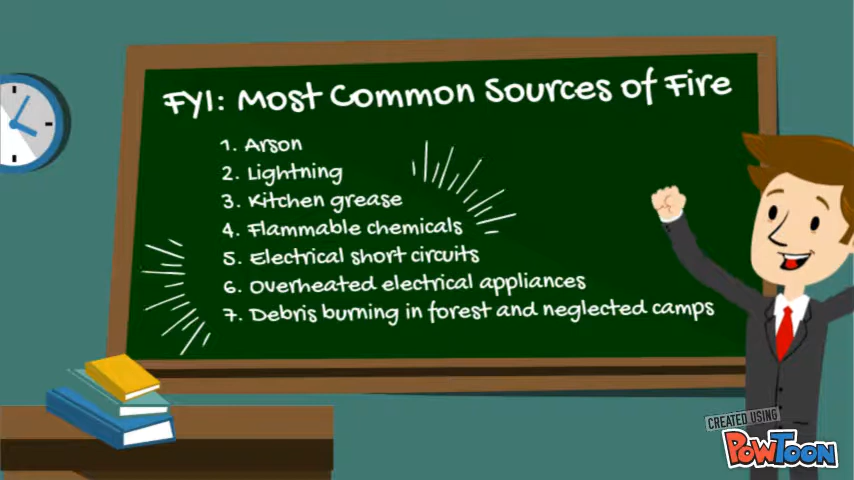 FYI: Most Common Sources of Fire
1. Arson
2. Lightning
3. Kitchen grease
4. Flammable chemicals
5. Electrical short circuits
6. Overheated electrical appliances
7. Debris burning in forest and neglected camps
CREATED USING
POWTOON